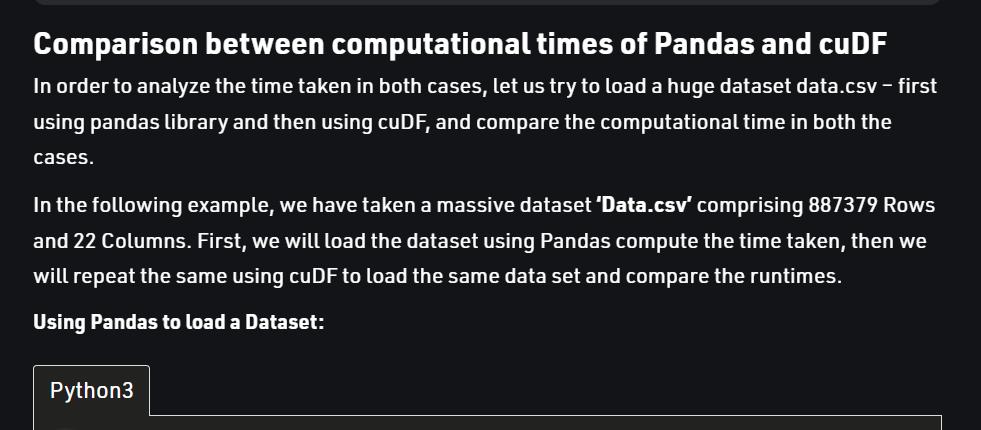 Comparison between computational times of Pandas and cuDF
In order to analyze the time taken in both cases, let us try to load a huge dataset data.csv – first
using pandas library and then using cuDF, and compare the computational time in both the
cases.
In the following example, we have taken a massive dataset ‘Data.csv’ comprising 887379 Rows
and 22 Columns. First, we will load the dataset using Pandas compute the time taken, then we
will repeat the same using cuDF to load the same data set and compare the runtimes.
Using Pandas to load a Dataset:
Python3